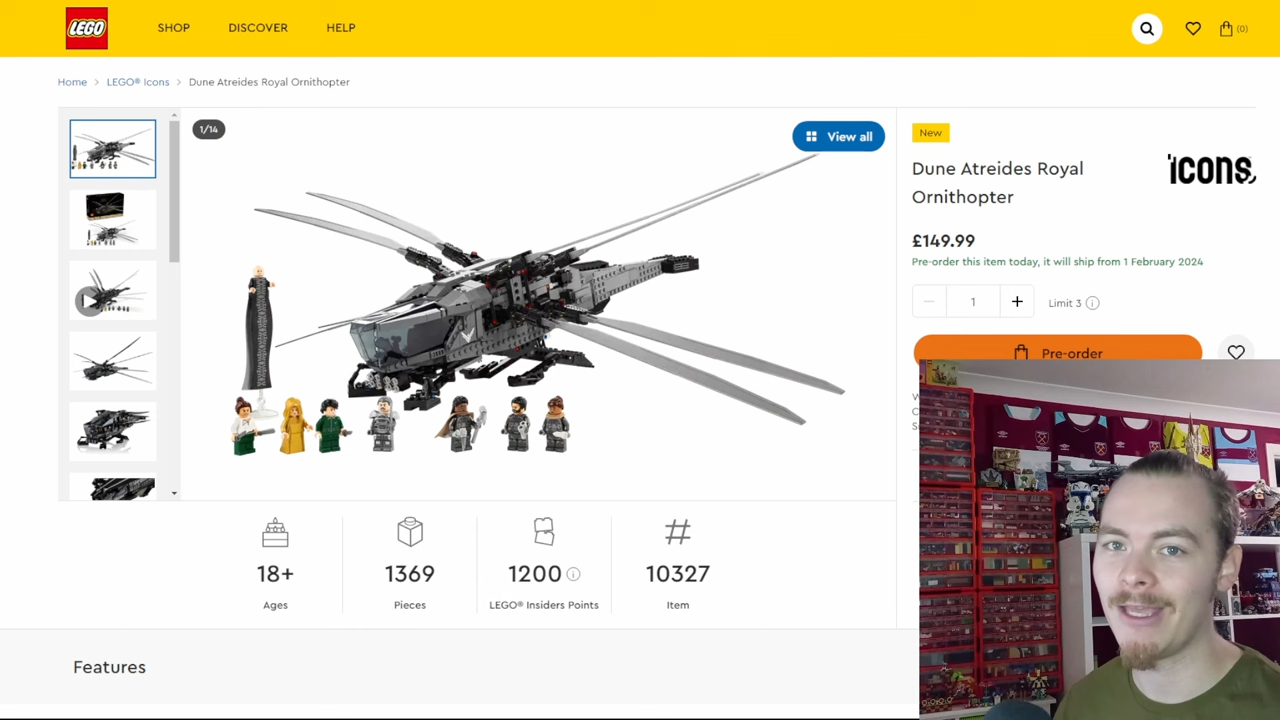 LEGO
SHOP
DISCOVER
HELP
(0)
Home > LEGO® Icons > Dune Atreides Royal Ornithopter
1/14
View all
New
Dune Atreides Royal
Ornithopter
icons
£149.99
Pre-order this item today, it will ship from 1 February 2024
1
Limit 3
Pre-order
18+
Ages
1369
Pieces
1200
LEGO® Insiders Points
#
10327
Item
Features